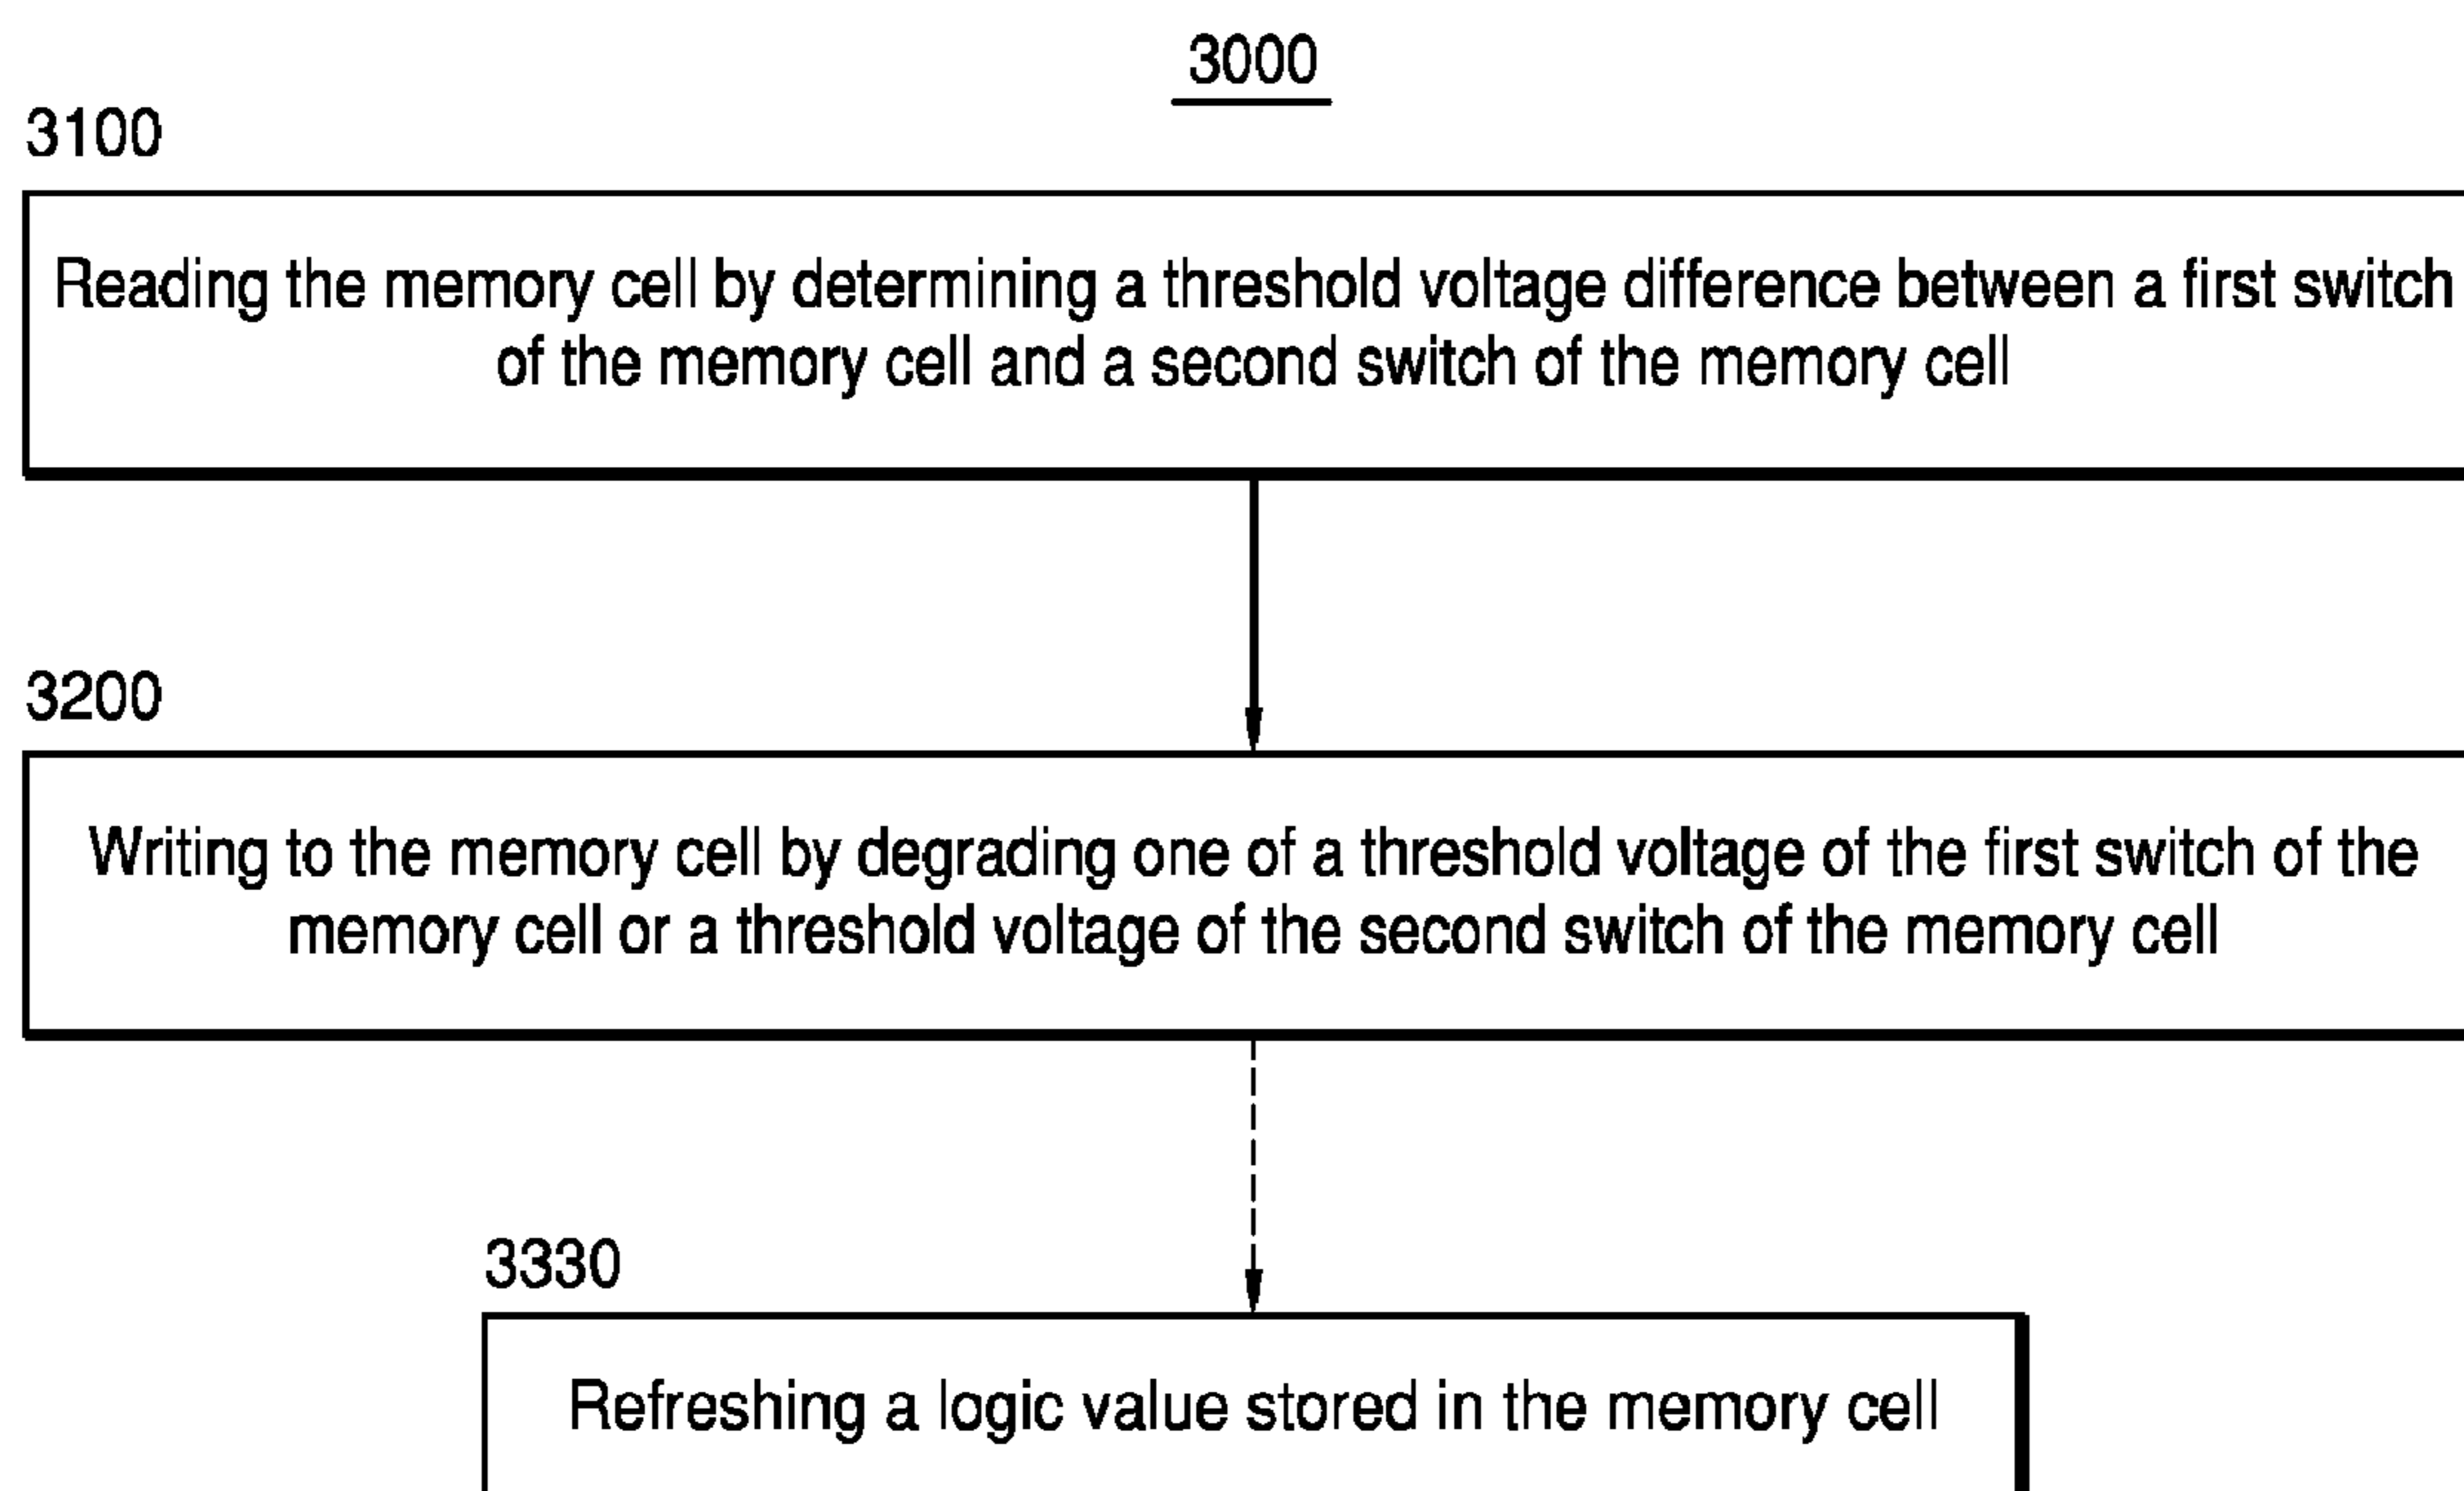 3000
3100
Reading the memory cell by determining a threshold voltage difference between a first switch
of the memory cell and a second switch of the memory cell
3200
Writing to the memory cell by degrading one of a threshold voltage of the first switch of the
memory cell or a threshold voltage of the second switch of the memory cell
3330
Refreshing a logic value stored in the memory cell